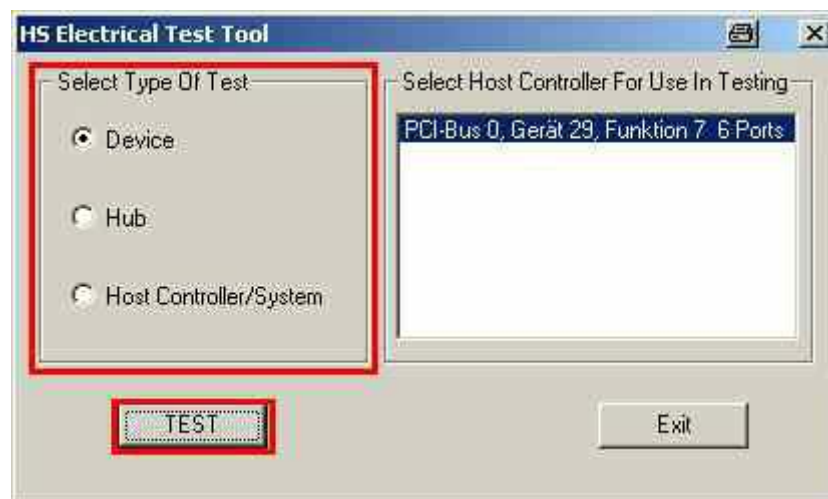 HS Electrical Test Tool
Select Type Of Test
Device
Hub
Host Controller/System
Select Host Controller For Use In Testing
PCI-Bus 0, Gerät 29, Funktion 7 6 Ports
TEST
Exit